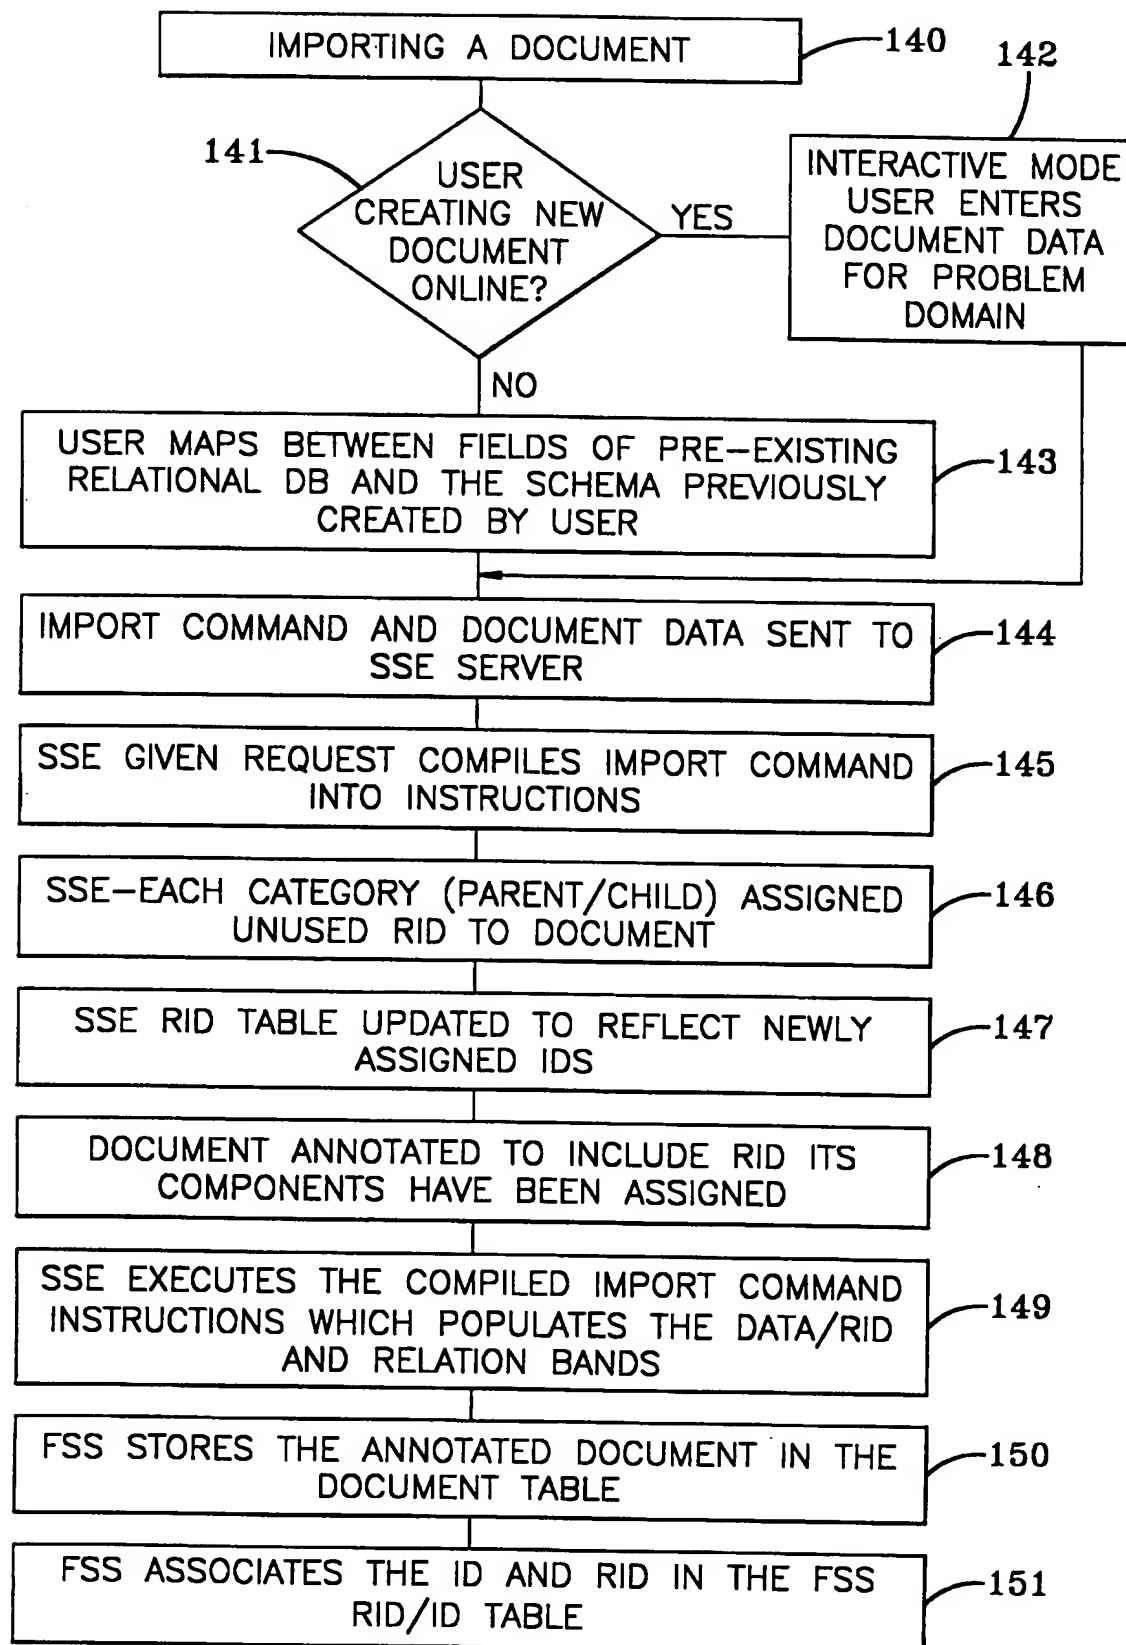 IMPORTING A DOCUMENT
140
142
141
USER
CREATING NEW
DOCUMENT
ONLINE?
YES
INTERACTIVE MODE
USER ENTERS
DOCUMENT DATA
FOR PROBLEM
DOMAIN
NO
USER MAPS BETWEEN FIELDS OF PRE-EXISTING
RELATIONAL DB AND THE SCHEMA PREVIOUSLY
CREATED BY USER
143
IMPORT COMMAND AND DOCUMENT DATA SENT TO
SSE SERVER
144
SSE GIVEN REQUEST COMPILES IMPORT COMMAND
INTO INSTRUCTIONS
145
SSE-EACH CATEGORY (PARENT/CHILD) ASSIGNED
UNUSED RID TO DOCUMENT
146
SSE RID TABLE UPDATED TO REFLECT NEWLY
ASSIGNED IDS
147
DOCUMENT ANNOTATED TO INCLUDE RID ITS
COMPONENTS HAVE BEEN ASSIGNED
148
SSE EXECUTES THE COMPILED IMPORT COMMAND
INSTRUCTIONS WHICH POPULATES THE DATA/RID
AND RELATION BANDS
149
FSS STORES THE ANNOTATED DOCUMENT IN THE
DOCUMENT TABLE
150
FSS ASSOCIATES THE ID AND RID IN THE FSS
RID/ID TABLE
151